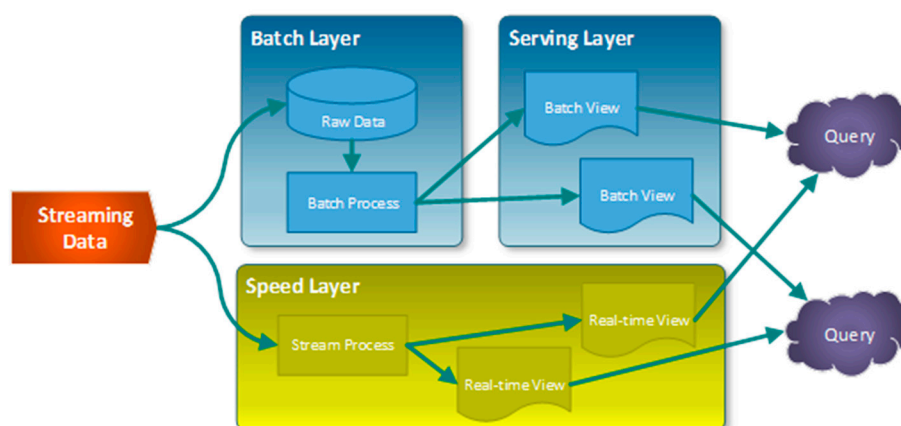 Batch Layer
Serving Layer
Raw Data
Batch View
Query
Batch Process
Batch View
Streaming
Data
Speed Layer
Real-time View
Query
Stream Process
Real-time View